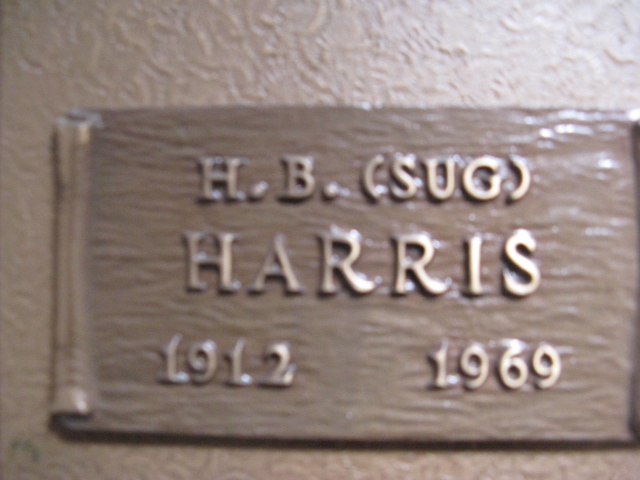 H. B. (SUG)
HARRIS
1912 1969